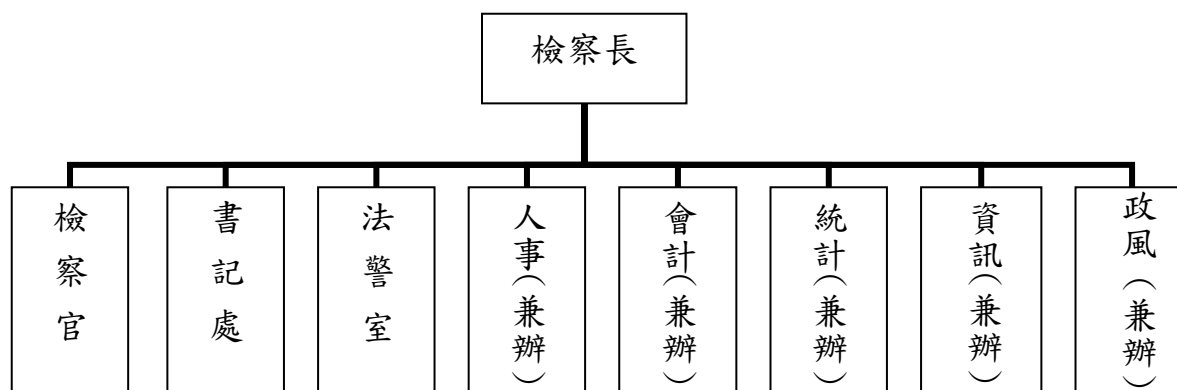 檢察長
檢察官
書記處
法警室
人事(兼辦)
會計(兼辦)
統計(兼辦)
資訊(兼辦)
政風(兼辦)